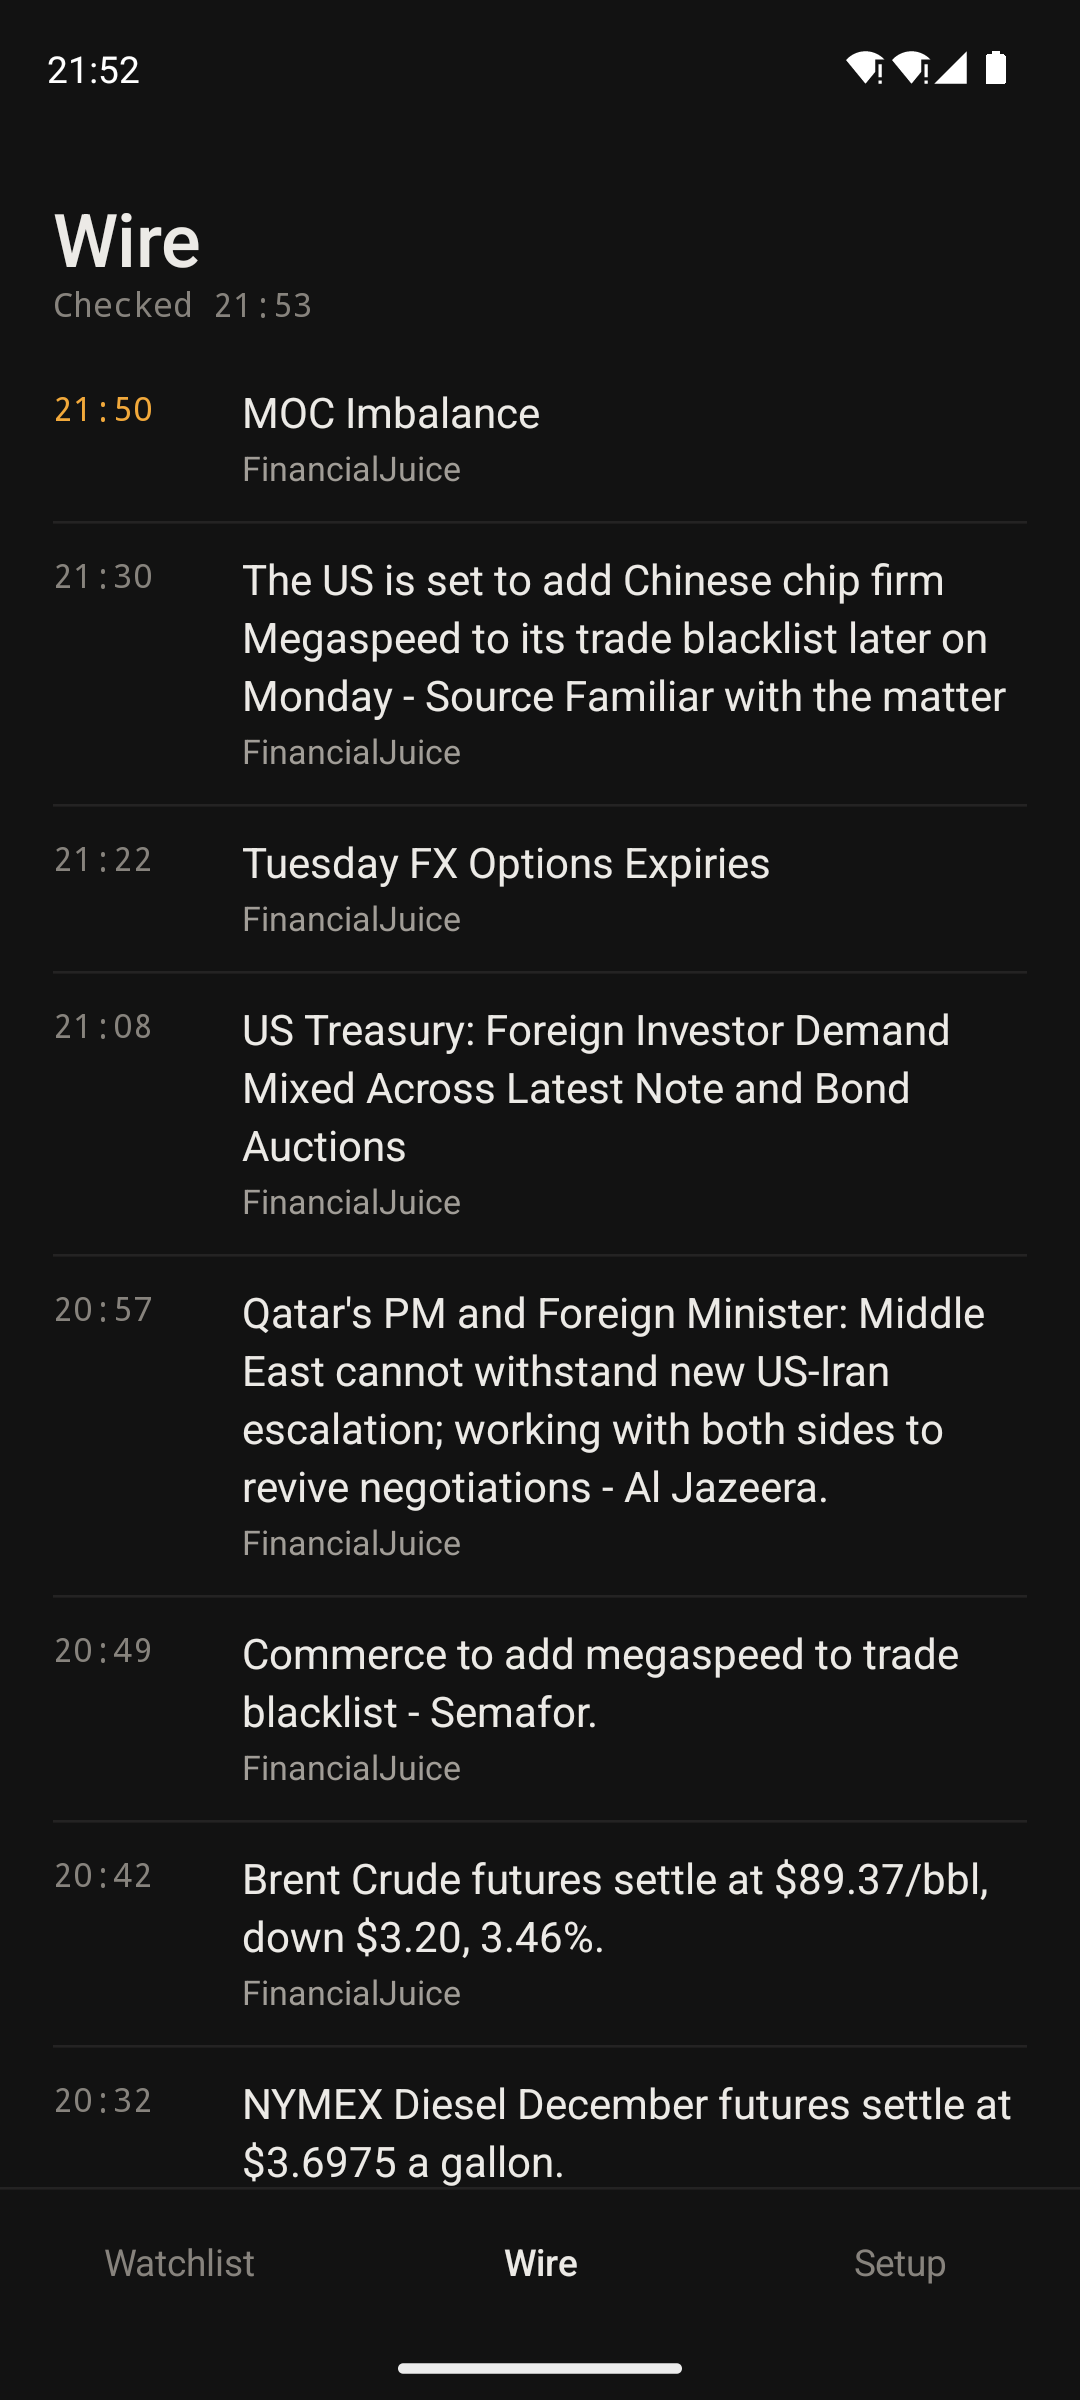 21:52
Wire
Checked 21:53
21:50
MOC Imbalance
FinancialJuice
21:30
The US is set to add Chinese chip firm
Megaspeed to its trade blacklist later on
Monday - Source Familiar with the matter
FinancialJuice
21:22
Tuesday FX Options Expiries
FinancialJuice
21:08
US Treasury: Foreign Investor Demand
Mixed Across Latest Note and Bond
Auctions
FinancialJuice
20:57
Qatar's PM and Foreign Minister: Middle
East cannot withstand new US-Iran
escalation; working with both sides to
revive negotiations - Al Jazeera.
FinancialJuice
20:49
Commerce to add megaspeed to trade
blacklist - Semafor.
FinancialJuice
20:42
Brent Crude futures settle at $89.37/bbl,
down $3.20, 3.46%.
FinancialJuice
20:32
NYMEX Diesel December futures settle at
$3.6975 a gallon.
Watchlist
Wire
Setup